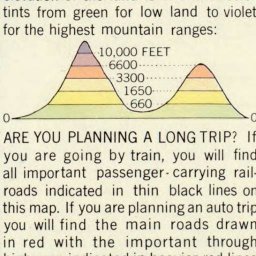 tints from green for low land to violet
for the highest mountain ranges:
10,000 FEET
6600
3300
1650
660
0 0
ARE YOU PLANNING A LONG TRIP? If
you are going by train, you will find
all important passenger-carrying rail-
roads indicated in thin black lines on
this map. If you are planning an auto trip
you will find the main roads drawn
in red with the important through